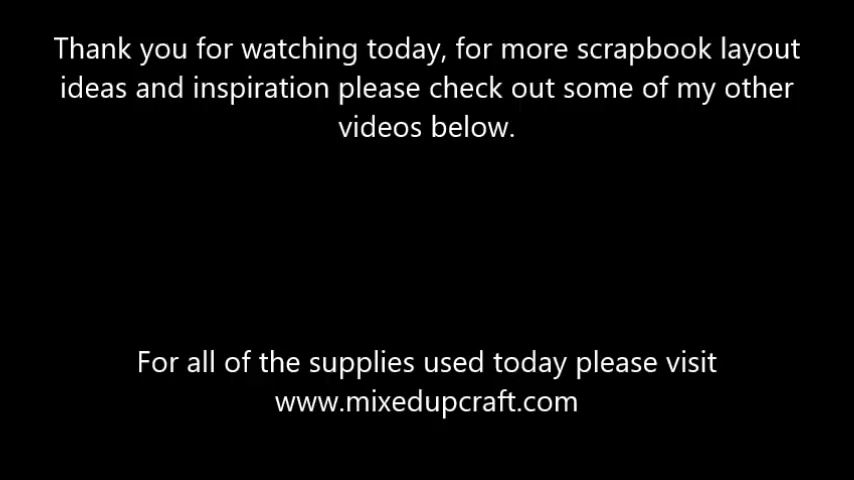 Thank you for watching today, for more scrapbook layout
ideas and inspiration please check out some of my other
videos below.
For all of the supplies used today please visit
www.mixedupcraft.com